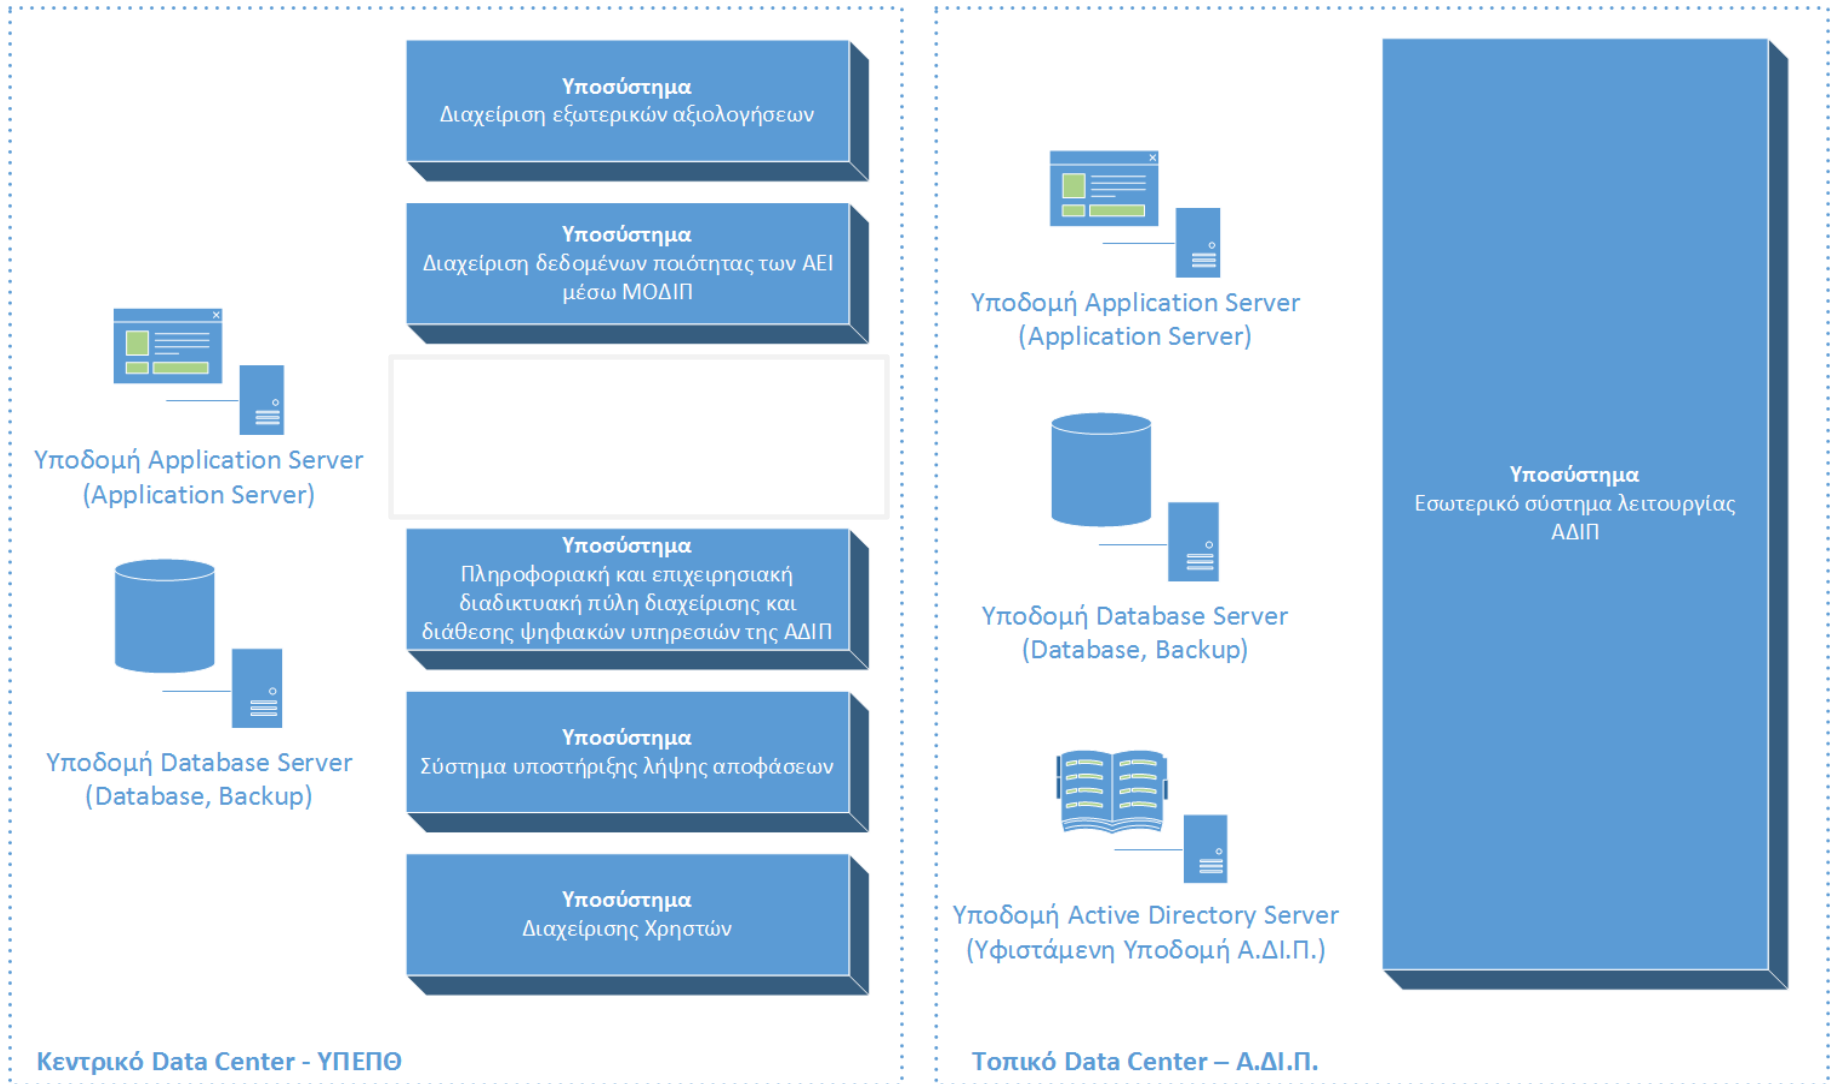 Υποσύστημα
Διαχείριση εξωτερικών αξιολογήσεων
Υποσύστημα
Διαχείριση δεδομένων ποιότητας των ΑΕΙ
μέσω ΜΟΔΙΠ
Υποδομή Application Server
(Application Server)
Υποσύστημα
Πληροφοριακή και επιχειρησιακή
διαδικτυακή πύλη διαχείρισης και
διάθεσης ψηφιακών υπηρεσιών της ΑΔΙΠ
Υποδομή Database Server
(Database, Backup)
Υποσύστημα
Σύστημα υποστήριξης λήψης αποφάσεων
Υποσύστημα
Διαχείρισης Χρηστών
Κεντρικό Data Center - ΥΠΕΠΘ
Υποδομή Application Server
(Application Server)
Υποδομή Database Server
(Database, Backup)
Υποδομή Active Directory Server
(Υφιστάμενη Υποδομή Α.ΔΙ.Π.)
Υποσύστημα
Εσωτερικό σύστημα λειτουργίας
ΑΔΙΠ
Τοπικό Data Center – Α.ΔΙ.Π.